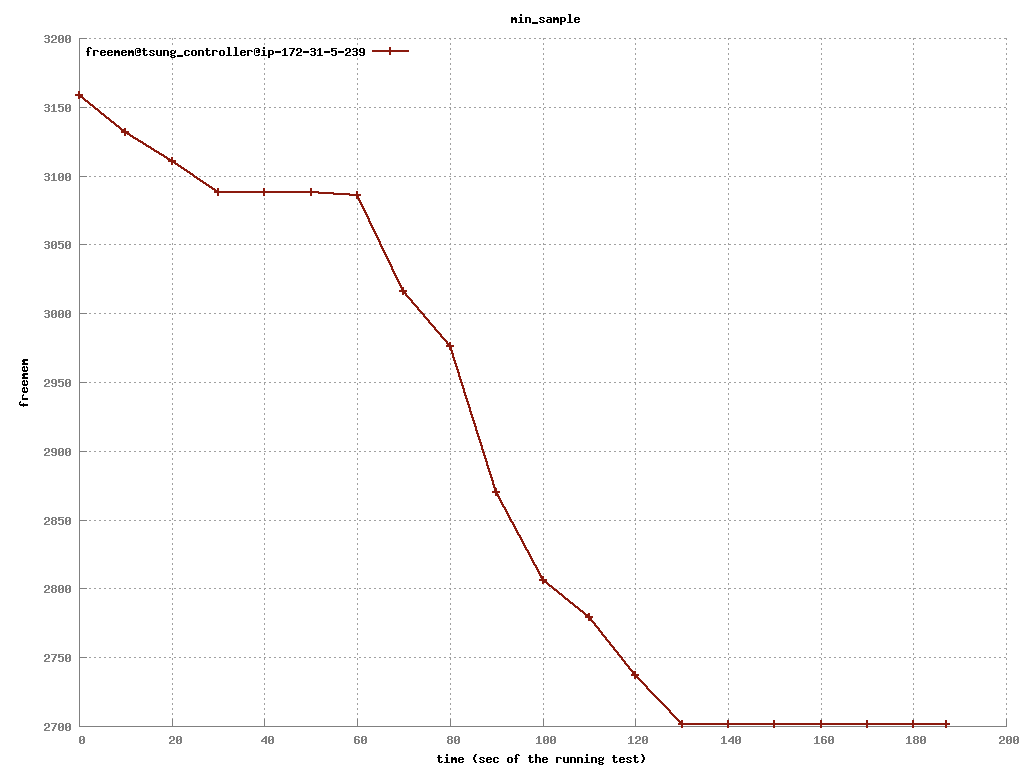 min_sample
freemem@tsung_controller@ip-172-31-5-239
3200
3150
3100
3050
3000
2950
2900
2850
2800
2750
2700
freemem
0 20 40 60 80 100 120 140 160 180 200
time (sec of the running test)